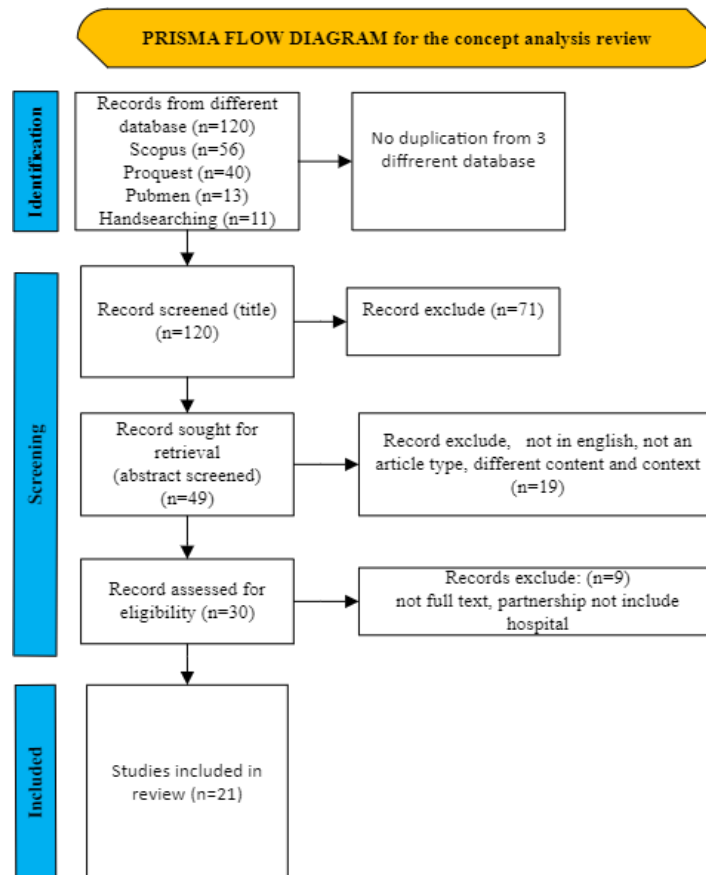 PRISMA FLOW DIAGRAM for the concept analysis review
Identification
Records from different
database (n=120)
Scopus (n=56)
Proquest (n=40)
Pubmen (n=13)
Handsearching (n=11)
No duplication from 3
diffrerent database
Screening
Record screened (title)
(n=120)
Record exclude (n=71)
Record sought for
retrieval
(abstract screened)
(n=49)
Record exclude, not in english, not an
article type, different content and context
(n=19)
Record assessed for
eligibility (n=30)
Records exclude: (n=9)
not full text, partnership not include
hospital
Included
Studies included in
review (n=21)